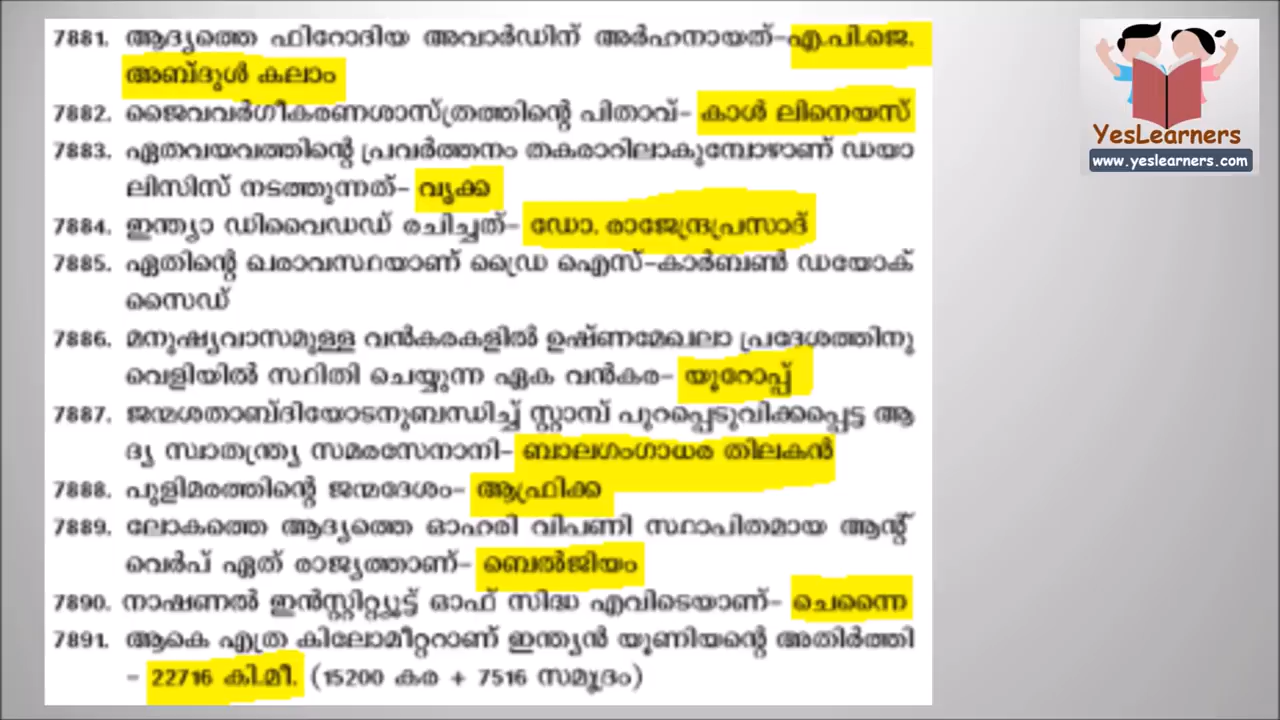 7881. ആദ്യത്തെ ഫിറോദിയ അവാർഡിന് അർഹനായത്-എ.പി.ജെ.
അബ്ദുൾ കലാം
7882. ജൈവവർഗീകരണശാസ്ത്രത്തിന്റെ പിതാവ്- കാൾ ലിനെയസ്
7883. ഏതവയവത്തിന്റെ പ്രവർത്തനം തകരാറിലാകുമ്പോഴാണ് ഡയാ
ലിസിസ് നടത്തുന്നത്- വൃക്ക
7884. ഇന്ത്യാ ഡിവൈഡഡ് രചിച്ചത്- ഡോ. രാജേന്ദ്രപ്രസാദ്
7885. ഏതിന്റെ ഖരാവസ്ഥയാണ് ഡ്രൈ ഐസ്-കാർബൺ ഡയോക്
സൈഡ്
7886. മനുഷ്യവാസമുള്ള വൻകരകളിൽ ഉഷ്ണമേഖലാ പ്രദേശത്തിനു
വെളിയിൽ സ്ഥിതി ചെയ്യുന്ന ഏക വൻകര- യൂറോപ്പ്
7887. ജന്മശതാബ്ദിയോടനുബന്ധിച്ച് സ്റ്റാമ്പ് പുറപ്പെടുവിക്കപ്പെട്ട ആ
ദ്യ സ്വാതന്ത്ര്യ സമരസേനാനി- ബാലഗംഗാധര തിലകൻ
7888. പുളിമരത്തിന്റെ ജന്മദേശം- ആഫ്രിക്ക
7889. ലോകത്തെ ആദ്യത്തെ ഓഹരി വിപണി സ്ഥാപിതമായ ആന്റ്
വെർപ് ഏത് രാജ്യത്താണ്- ബെൽജിയം
7890. നാഷണൽ ഇൻസ്റ്റിറ്റ്യൂട്ട് ഓഫ് സിദ്ധ എവിടെയാണ്- ചെന്നൈ
7891. ആകെ എത്ര കിലോമീറ്ററാണ് ഇന്ത്യൻ യൂണിയന്റെ അതിർത്തി
- 22716 കി.മീ. (15200 കര + 7516 സമുദ്രം)
YesLearners
www.yeslearners.com